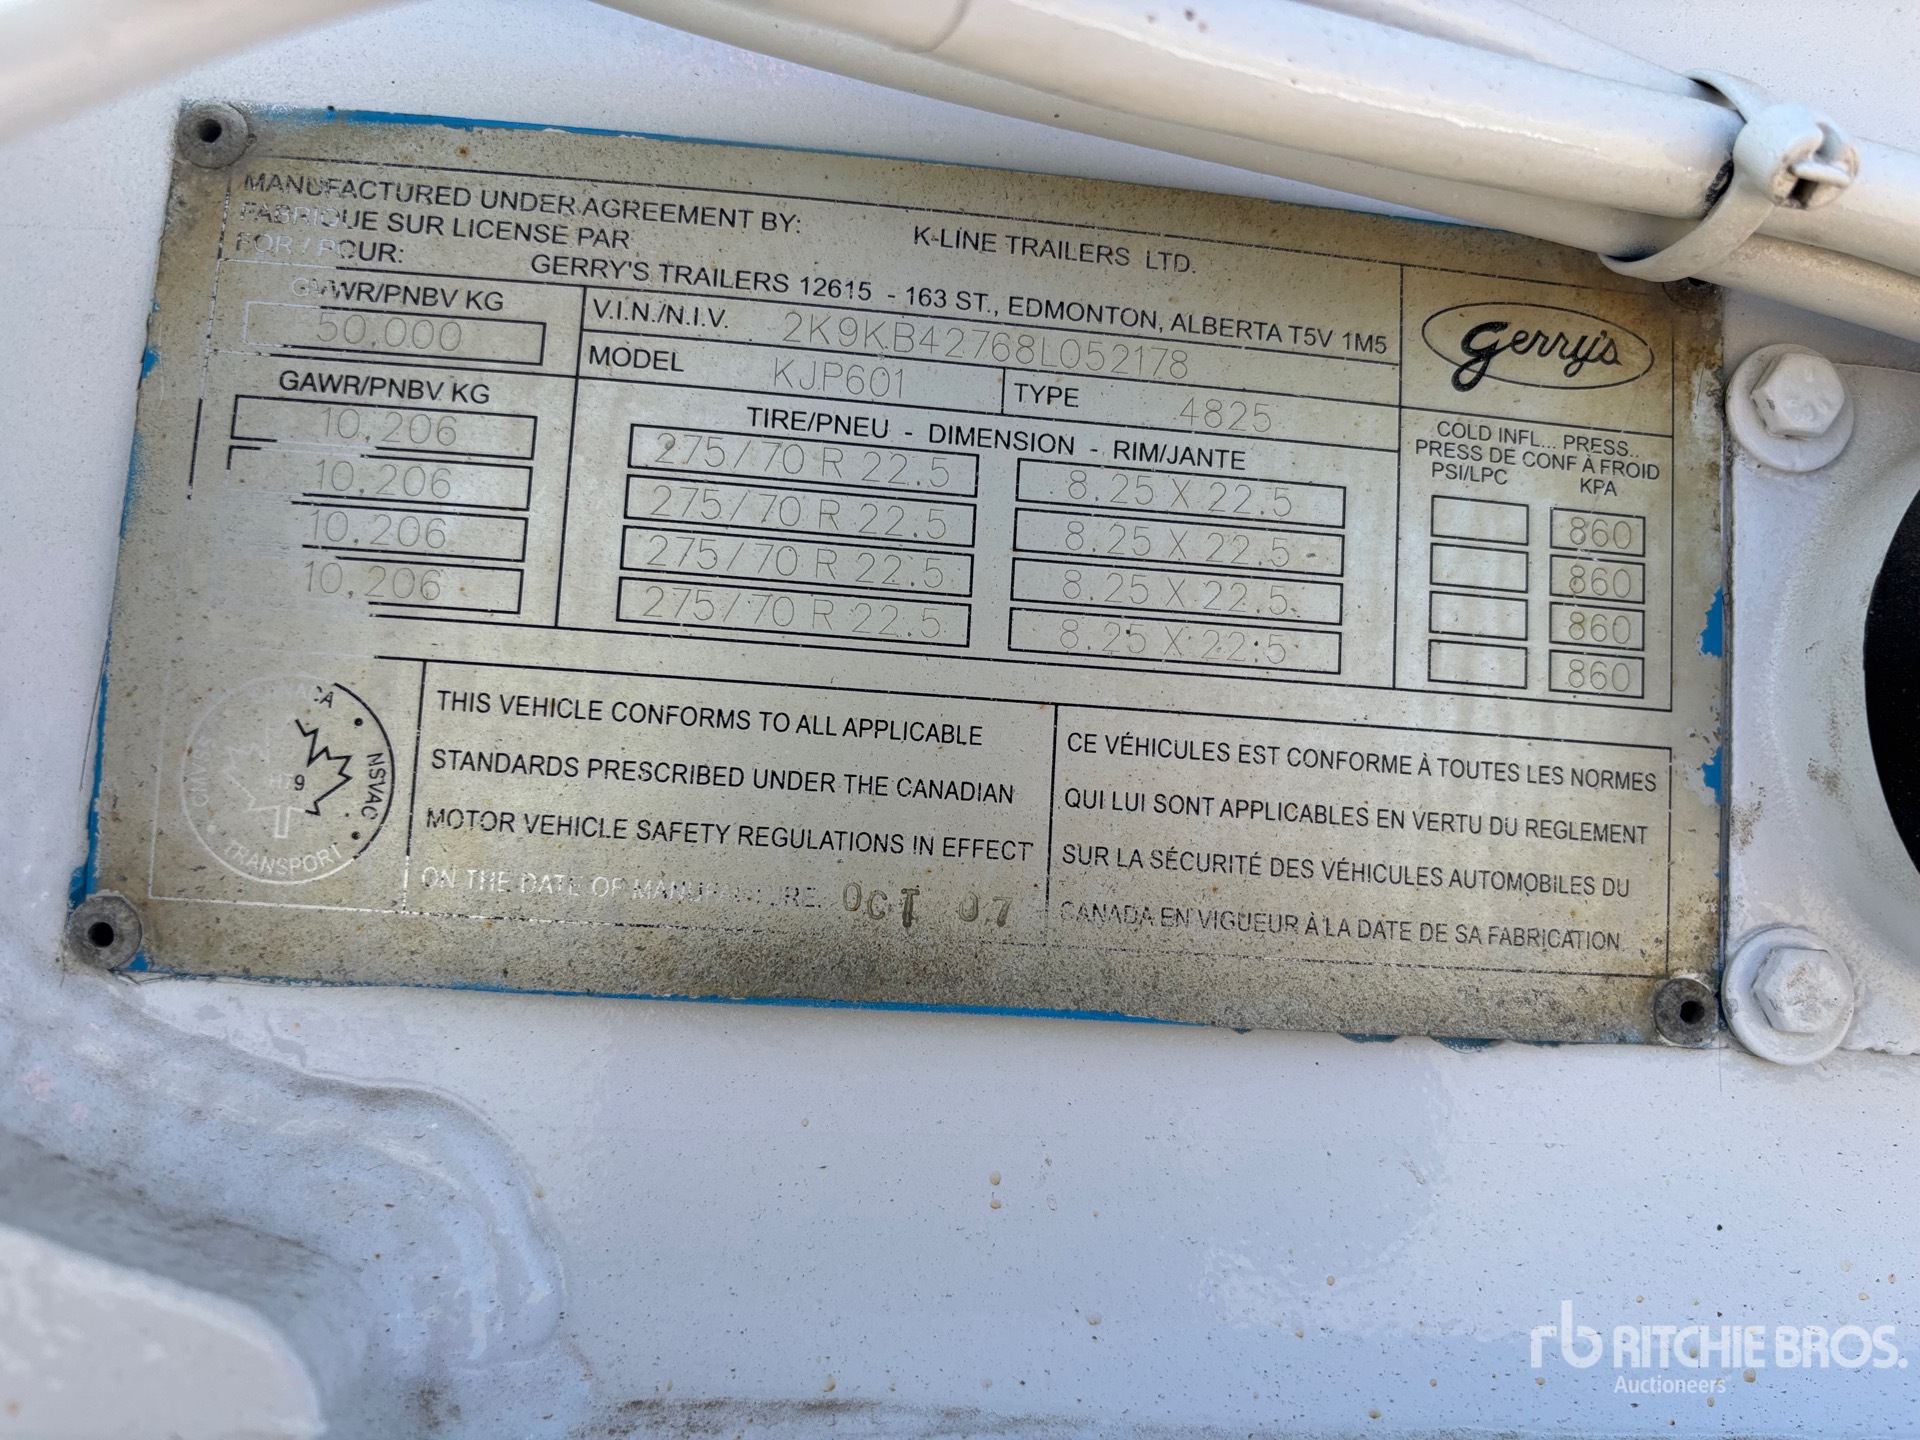 MANUFACTURED UNDER AGREEMENT BY: K-LINE TRAILERS LTD.
FABRIQUE SUR LICENSE PAR
FOR / POUR: GERRY'S TRAILERS 12615 - 163 ST., EDMONTON, ALBERTA T5V 1M5
Gerry's
GVWR/PNBV KG
50,000
V.I.N./N.I.V. 2K9KB42768L052178
MODEL KJP601 TYPE 4825
GAWR/PNBV KG
TIRE/PNEU - DIMENSION - RIM/JANTE
COLD INFL... PRESS..
PRESS DE CONF À FROID
PSI/LPC KPA
10,206 275/70 R 22.5 8.25 X 22.5 860
10,206 275/70 R 22.5 8.25 X 22.5 860
10,206 275/70 R 22.5 8.25 X 22.5 860
10,206 275/70 R 22.5 8.25 X 22.5 860
CANADA • NSVAC • TRANSPORT • NSVAC
HT9
THIS VEHICLE CONFORMS TO ALL APPLICABLE
STANDARDS PRESCRIBED UNDER THE CANADIAN
MOTOR VEHICLE SAFETY REGULATIONS IN EFFECT
ON THE DATE OF MANUFACTURE. OCT 07
CE VÉHICULES EST CONFORME À TOUTES LES NORMES
QUI LUI SONT APPLICABLES EN VERTU DU REGLEMENT
SUR LA SÉCURITÉ DES VÉHICULES AUTOMOBILES DU
CANADA EN VIGUEUR À LA DATE DE SA FABRICATION.
rb RITCHIE BROS.
Auctioneers